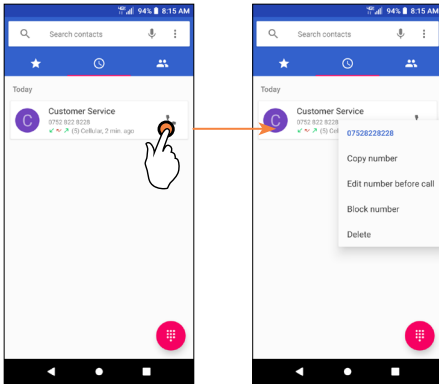 94% 8:15 AM
Search contacts
Today
C
Customer Service
0752 822 8228
(5) Cellular, 2 min. ago
94% 8:15 AM
Search contacts
Today
C
Customer Service
0752 822 8228
(5) Cel
07528228228
Copy number
Edit number before call
Block number
Delete